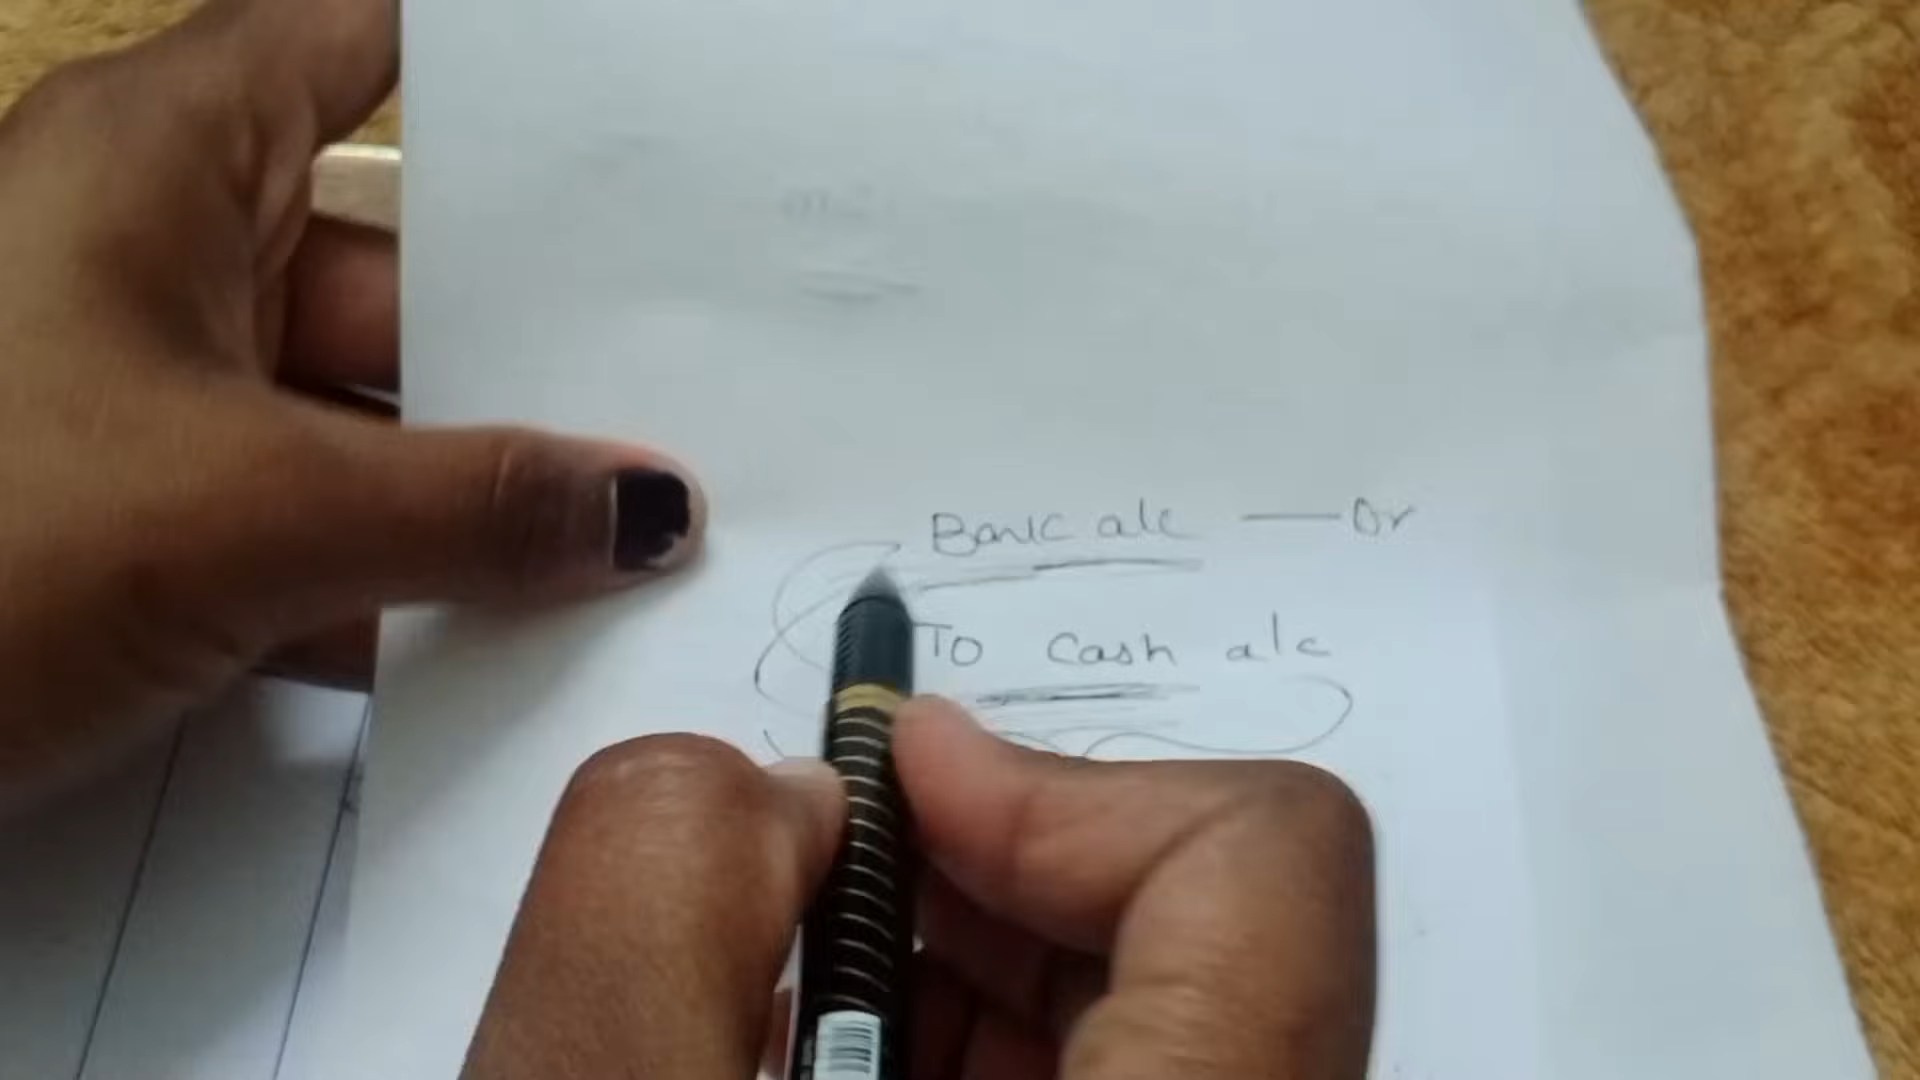 Bank a/c —— Dr
To Cash a/c